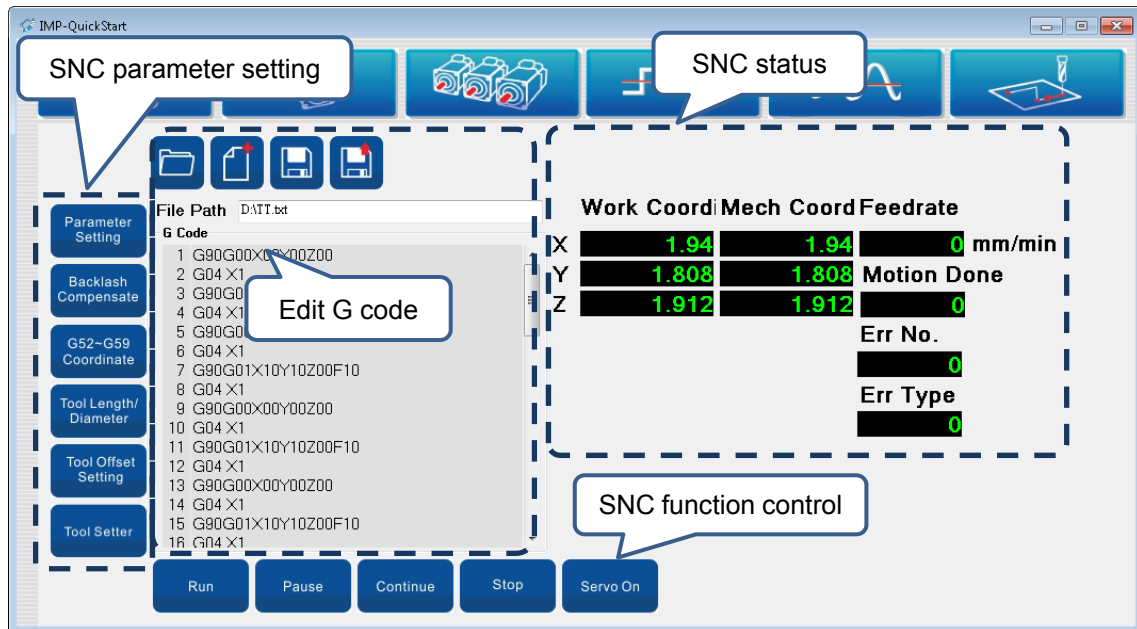 IMP-QuickStart
SNC parameter setting
SNC status
File Path D:\TT.txt
G Code
1 G90G00X00Y00Z00
2 G04 X1
3 G90G0
4 G04 X1
5 G90G0
6 G04 X1
7 G90G01X10Y10Z00F10
8 G04 X1
9 G90G00X00Y00Z00
10 G04 X1
11 G90G01X10Y10Z00F10
12 G04 X1
13 G90G00X00Y00Z00
14 G04 X1
15 G90G01X10Y10Z00F10
16 G04 X1
Edit G code
Parameter
Setting
Backlash
Compensate
G52~G59
Coordinate
Tool Length/
Diameter
Tool Offset
Setting
Tool Setter
Work Coordi Mech Coord Feedrate
X 1.94 1.94 0 mm/min
Y 1.808 1.808 Motion Done
Z 1.912 1.912 0
Err No.
0
Err Type
0
SNC function control
Run Pause Continue Stop Servo On